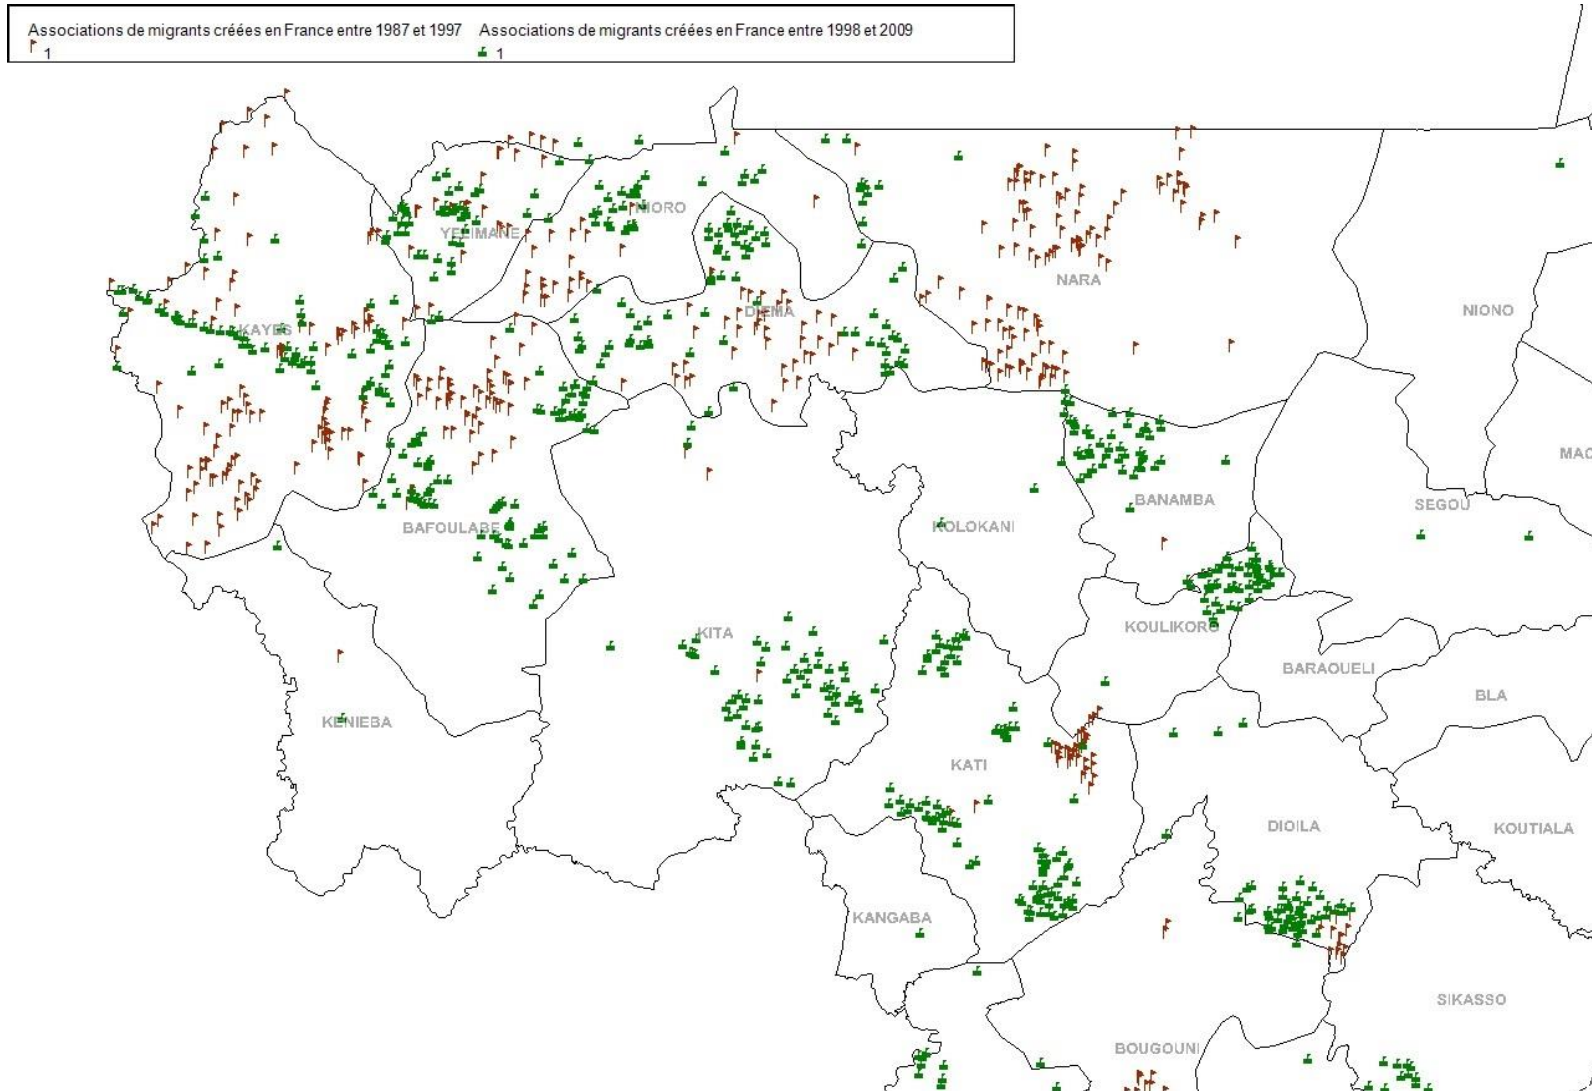 Associations de migrants créées en France entre 1987 et 1997 Associations de migrants créées en France entre 1998 et 2009
1 1
NIORO
YELIMANE
NARA
DIEMA
NIONO
KAYES
MAC
BANAMBA
SEGOU
BAFOULABE
KOLOKANI
KOULIKORO
KITA
BARAOUELI
BLA
KENIEBA
KATI
DIOILA
KOUTIALA
KANGABA
SIKASSO
BOUGOUNI